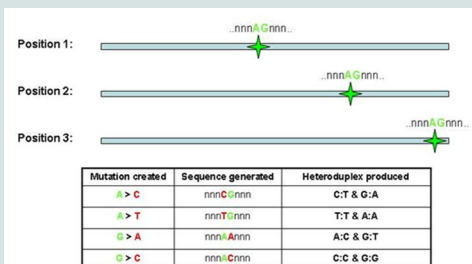 ..nnnAGnnn..
Position 1:
..nnnAGnnn..
Position 2:
..nnnAGnnn..
Position 3:
Mutation created Sequence generated Heteroduplex produced
A > C nnnCGnnn C:T & G:A
A > T nnnTGnnn T:T & A:A
G > A nnnAAnnn A:C & G:T
G > C nnnACnnn C:C & G:G